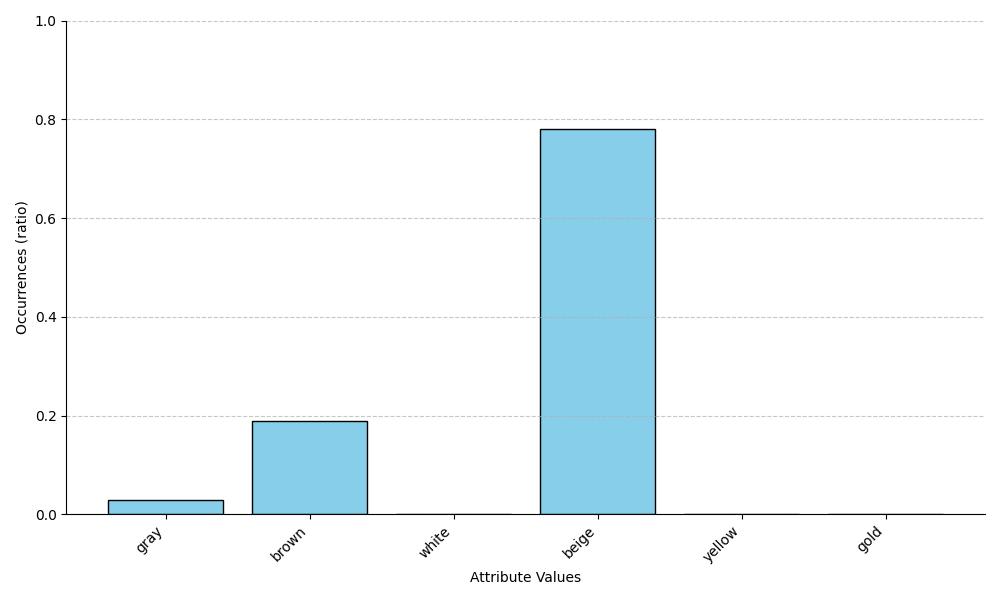 1.0
0.8
0.6
0.4
0.2
0.0
Occurrences (ratio)
gray
brown
white
beige
yellow
gold
Attribute Values